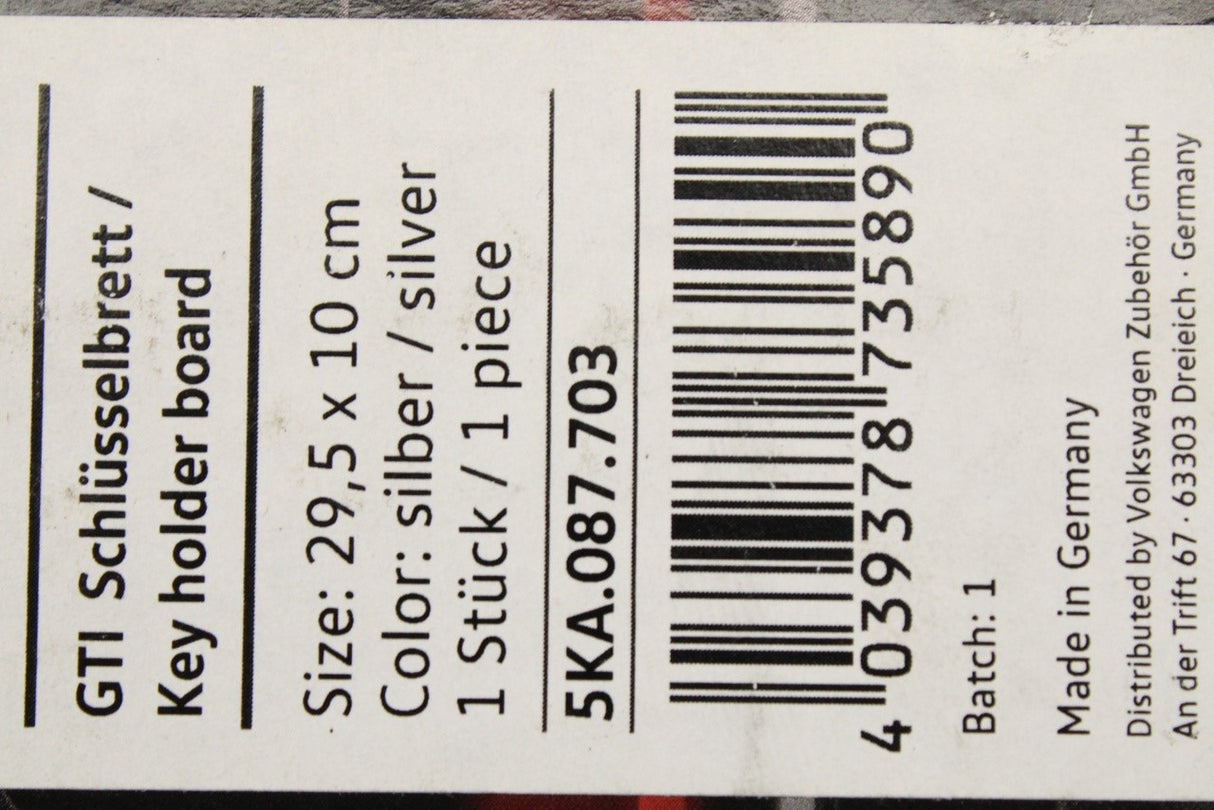 GTI Schlüsselbrett /
Key holder board
Size: 29,5 x 10 cm
Color: silber / silver
1 Stück / 1 piece
5KA.087.703
4 039378 735890
Batch: 1
Made in Germany
Distributed by Volkswagen Zubehör GmbH
An der Trift 67 · 63303 Dreieich · Germany